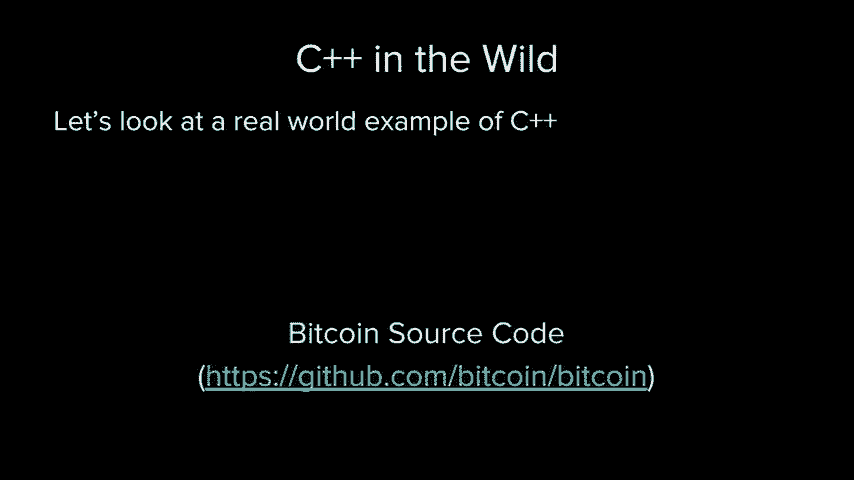 C++ in the Wild
Let’s look at a real world example of C++
Bitcoin Source Code
(https://github.com/bitcoin/bitcoin)